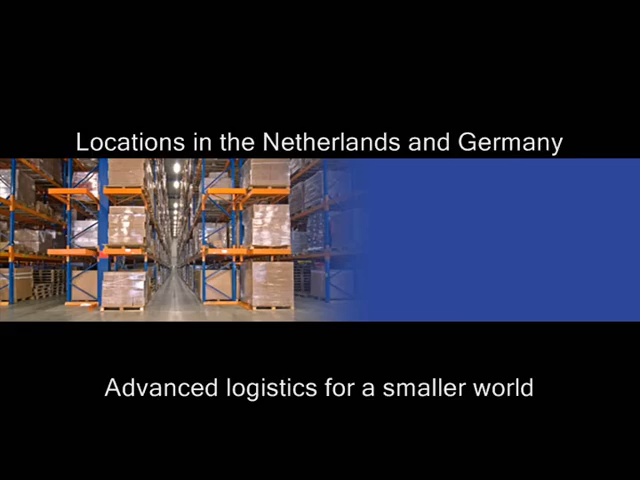 Locations in the Netherlands and Germany
Advanced logistics for a smaller world